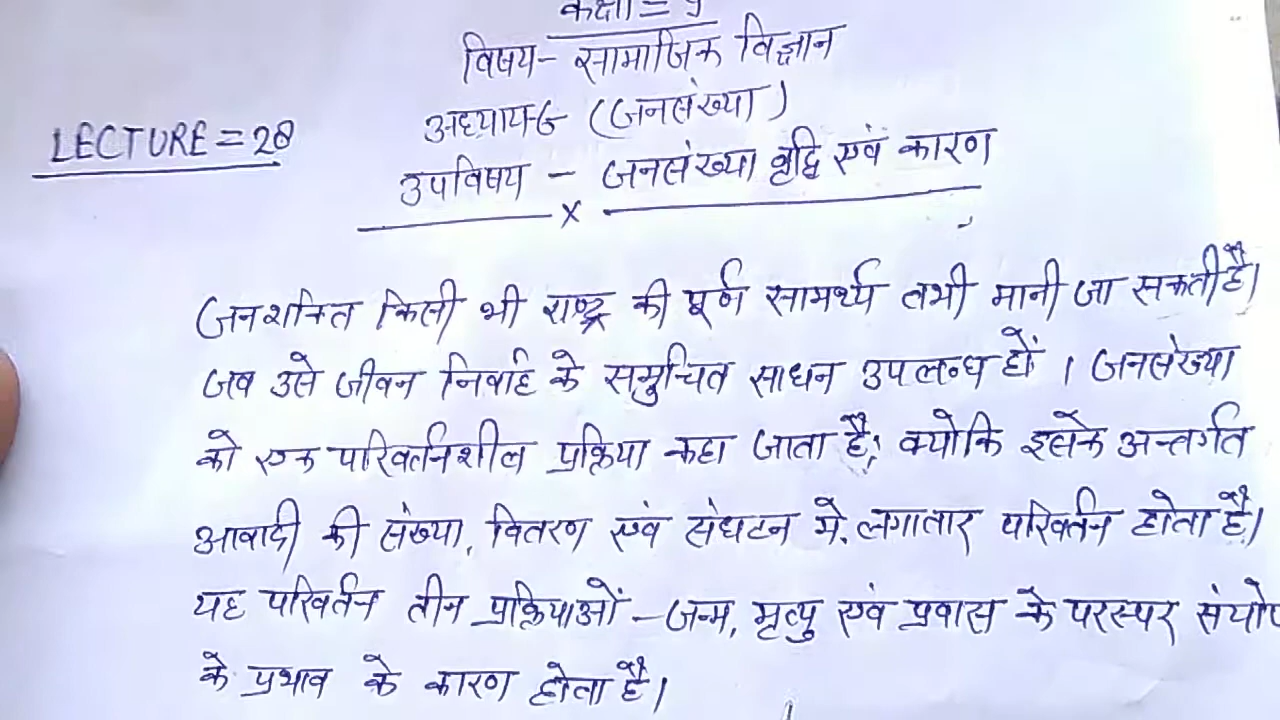 कक्षा = 9
विषय - सामाजिक विज्ञान
अध्याय-6 (जनसंख्या)
LECTURE = 28
उपविषय - जनसंख्या वृद्धि एवं कारण
x
जनशक्ति किसी भी राष्ट्र की पूर्ण सामर्थ्य तभी मानी जा सकती है।
जब उसे जीवन निर्वाह के समुचित साधन उपलब्ध हों । जनसंख्या
को एक परिवर्तनशील प्रक्रिया कहा जाता है; क्योकि इसके अन्तर्गत
आबादी की संख्या, वितरण एवं संघटन में लगातार परिवर्तन होता है।
यह परिवर्तन तीन प्रक्रियाओं - जन्म, मृत्यु एवं प्रवास के परस्पर
के प्रभाव के कारण होता है।